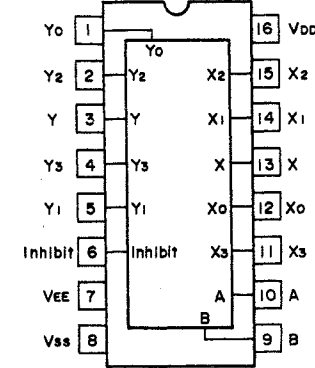 Y0 1 16 VDD
Y0
Y2 2 Y2 X2 15 X2
Y 3 Y X1 14 X1
Y3 4 Y3 X 13 X
Y1 5 Y1 X0 12 X0
Inhibit 6 Inhibit X3 11 X3
VEE 7 A 10 A
B
VSS 8 9 B